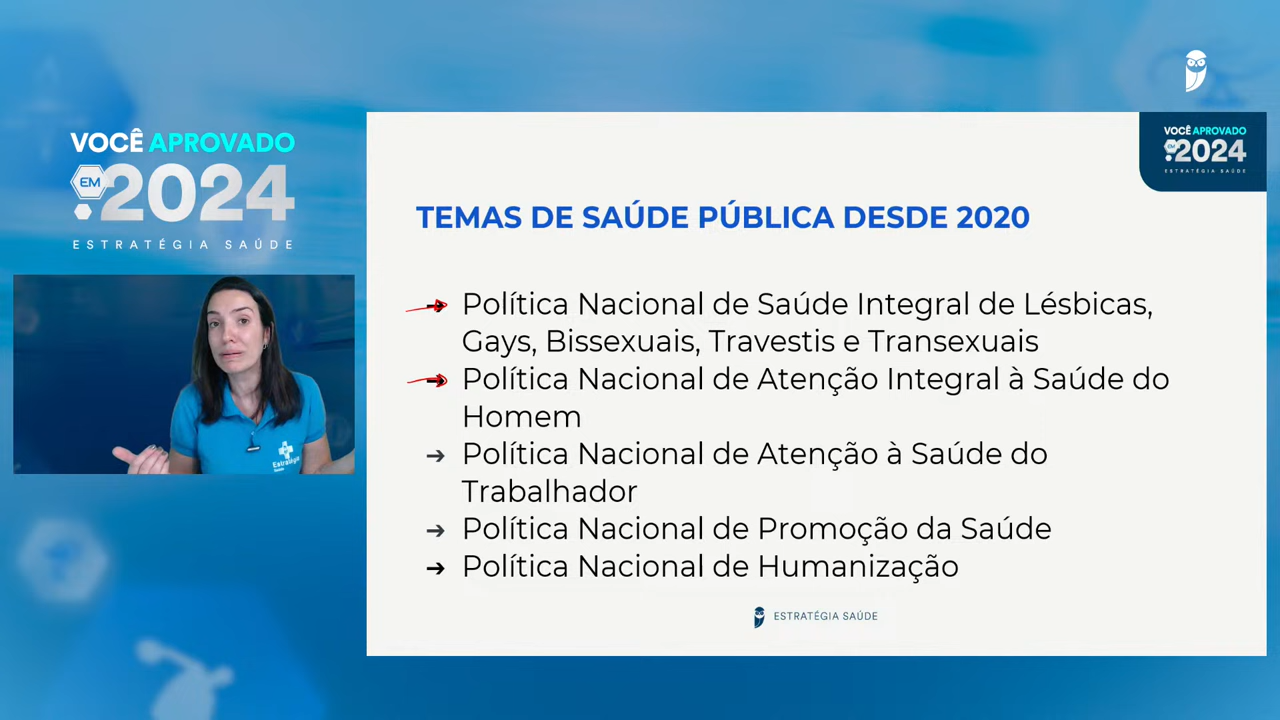 VOCÊ APROVADO
EM 2024
ESTRATÉGIA SAÚDE
VOCÊ APROVADO
EM 2024
ESTRATÉGIA SAÚDE
TEMAS DE SAÚDE PÚBLICA DESDE 2020
➔ Política Nacional de Saúde Integral de Lésbicas,
Gays, Bissexuais, Travestis e Transexuais
➔ Política Nacional de Atenção Integral à Saúde do
Homem
➔ Política Nacional de Atenção à Saúde do
Trabalhador
➔ Política Nacional de Promoção da Saúde
➔ Política Nacional de Humanização
Estratégia
Saúde
ESTRATÉGIA SAÚDE